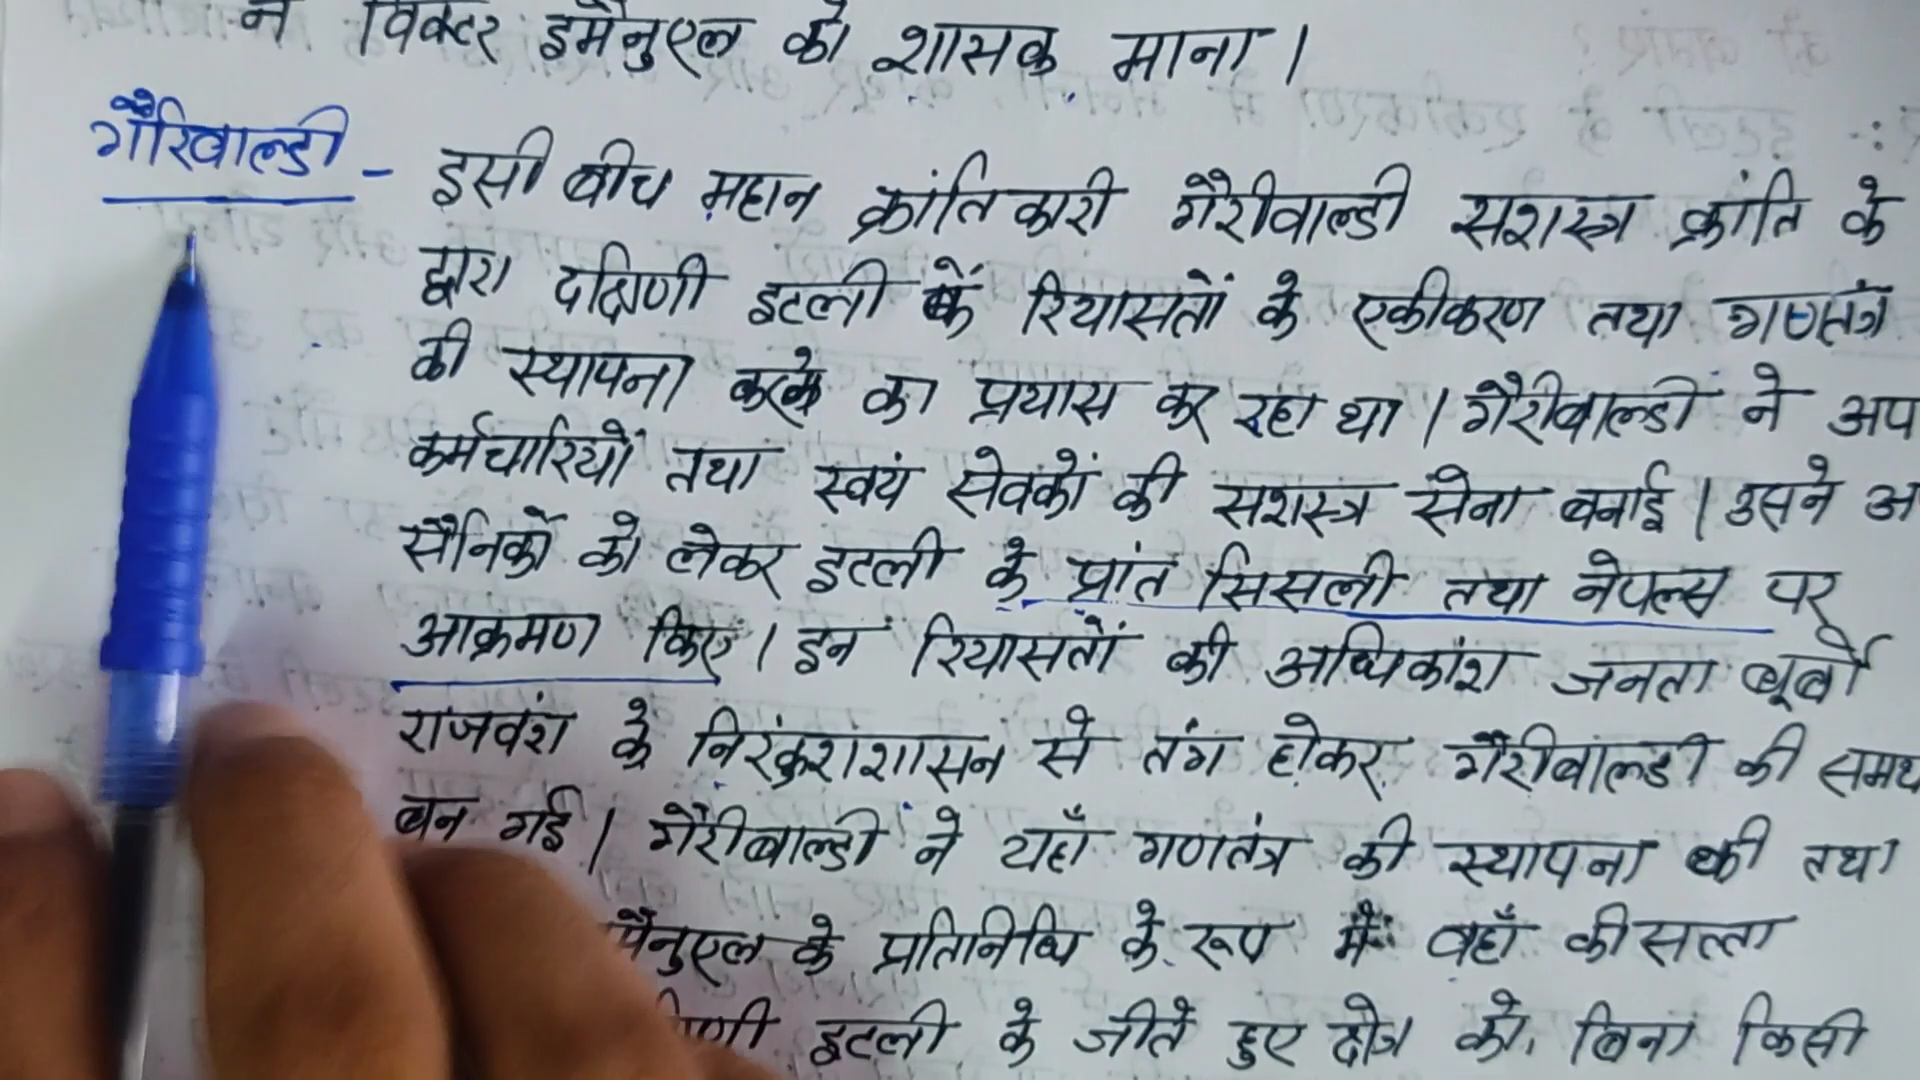 ने विक्टर इमैनुएल को शासक माना।
गैरिबाल्डी - इसी बीच महान क्रांतिकारी गैरीवाल्डी सशस्त्र क्रांति के
द्वारा दक्षिणी इटली के रियासतों के एकीकरण तथा गणतंत्र
की स्थापना करके का प्रयास कर रहा था। गैरीबाल्डी ने अप
कर्मचारियों तथा स्वयं सेवकों की सशस्त्र सेना बनाई। उसने अ
सैनिकों को लेकर इटली के प्रांत सिसली तथा नेपल्स पर
आक्रमण किए। इन रियासतों की अधिकांश जनता बूर्बो
राजवंश के निरंकुशशासन से तंग होकर गैरीबाल्डी की समथ
बन गई। गैरीबाल्डी ने यहाँ गणतंत्र की स्थापना की तथा
मैनुएल के प्रतिनिधि के रूप में वहाँ की सत्ता
णी इटली के जीते हुए क्षेत्र को, बिना किसी